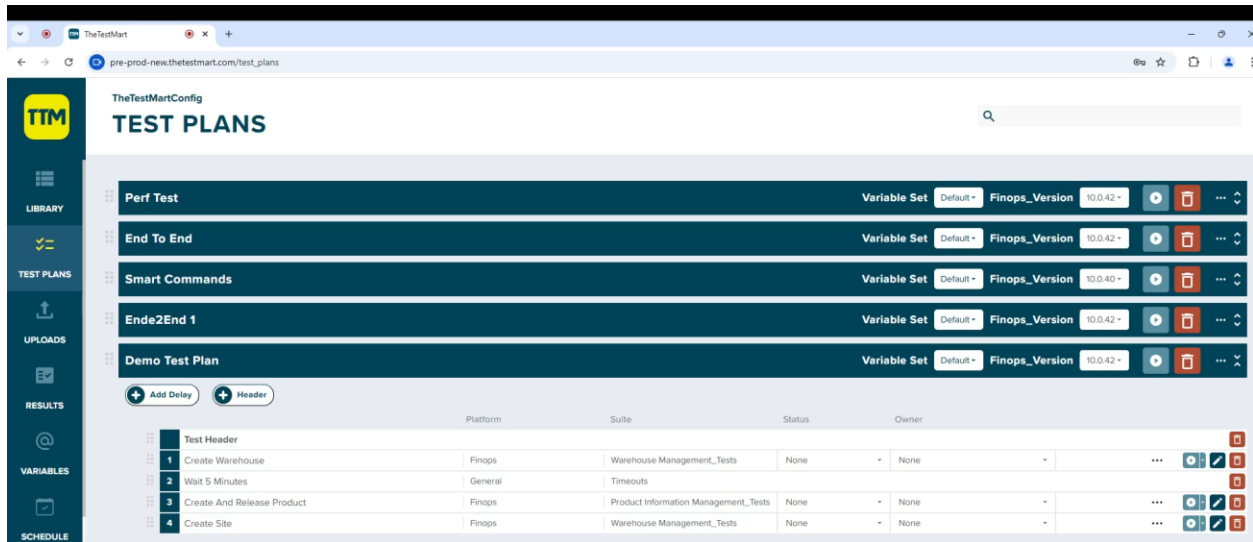 TheTestMart
pre-prod-new.thetestmart.com/test_plans
TTM
TheTestMartConfig
TEST PLANS
LIBRARY
TEST PLANS
UPLOADS
RESULTS
VARIABLES
SCHEDULE
Perf Test Variable Set Default Finops_Version 10.0.42
End To End Variable Set Default Finops_Version 10.0.42
Smart Commands Variable Set Default Finops_Version 10.0.40
Ende2End 1 Variable Set Default Finops_Version 10.0.42
Demo Test Plan Variable Set Default Finops_Version 10.0.42
Add Delay Header
Platform Suite Status Owner
Test Header
1 Create Warehouse Finops Warehouse Management_Tests None None
2 Wait 5 Minutes General Timeouts
3 Create And Release Product Finops Product Information Management_Tests None None
4 Create Site Finops Warehouse Management_Tests None None